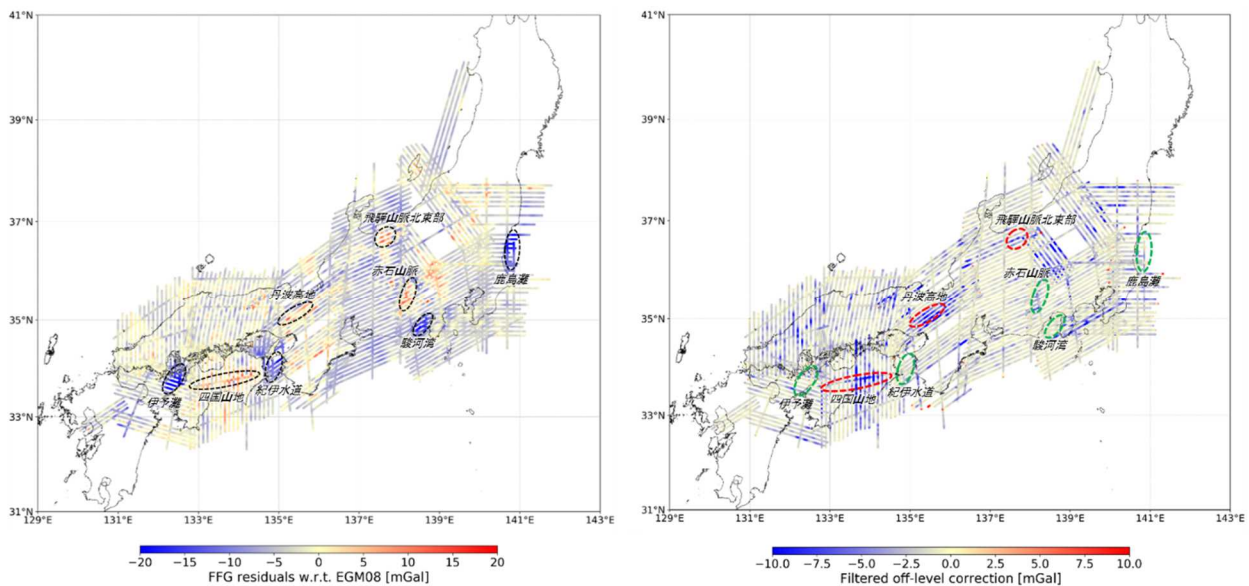 41°N
39°N
37°N
35°N
33°N
31°N
飛騨山脈北東部
赤石山脈
鹿島灘
丹波高地
駿河湾
紀伊水道
四国山地
伊予灘
129°E 131°E 133°E 135°E 137°E 139°E 141°E 143°E
−20 −15 −10 −5 0 5 10 15 20
FFG residuals w.r.t. EGM08 [mGal]
41°N
39°N
37°N
35°N
33°N
31°N
飛騨山脈北東部
赤石山脈
鹿島灘
丹波高地
駿河湾
紀伊水道
四国山地
伊予灘
129°E 131°E 133°E 135°E 137°E 139°E 141°E 143°E
−10.0 −7.5 −5.0 −2.5 0.0 2.5 5.0 7.5 10.0
Filtered off-level correction [mGal]